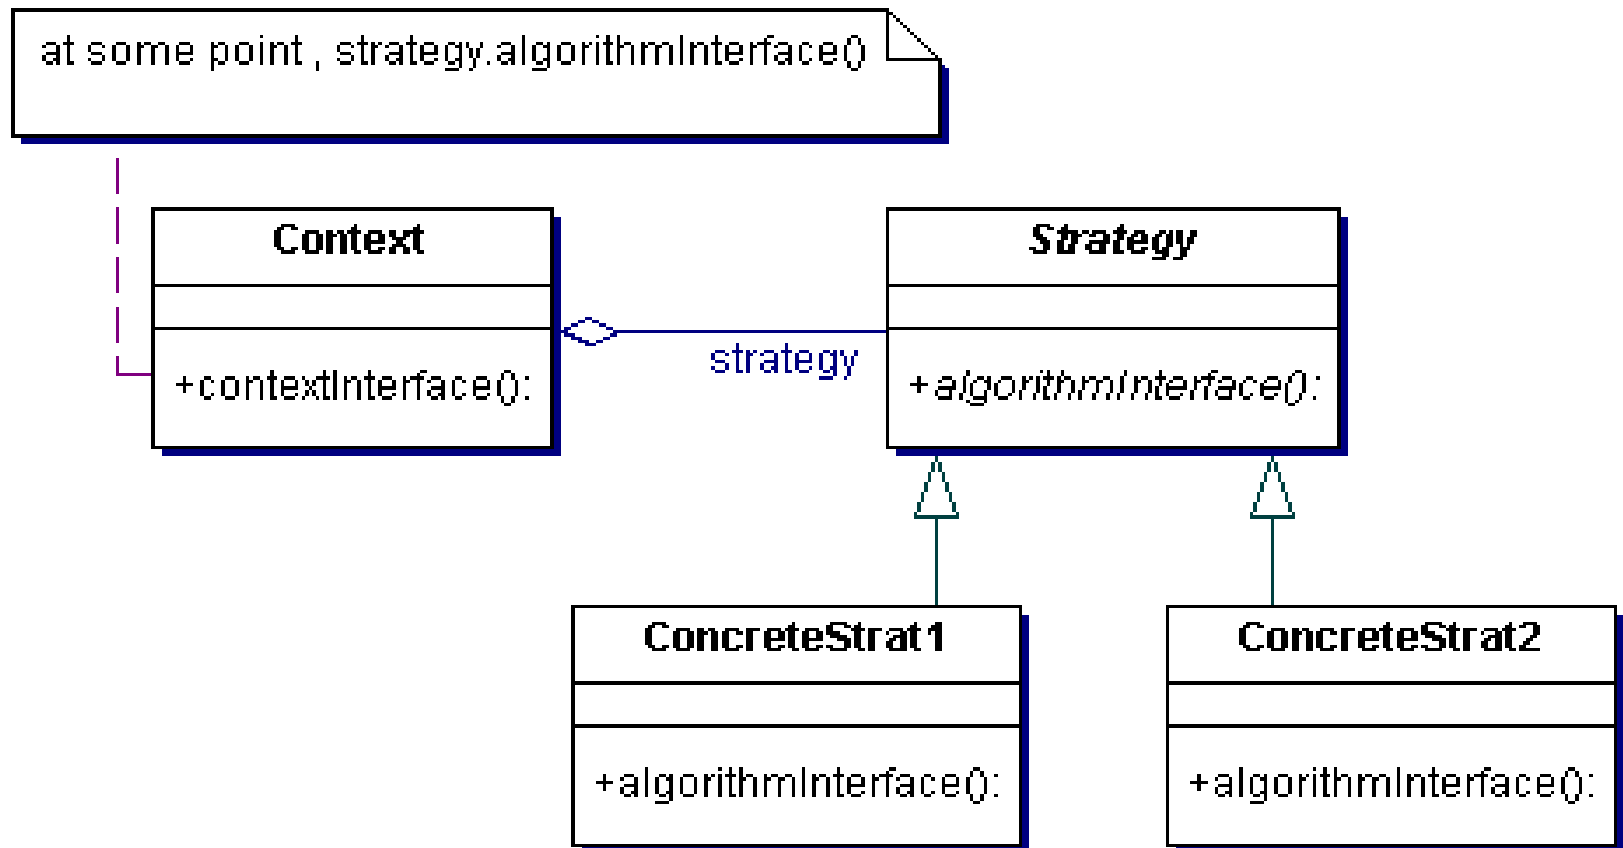 at some point , strategy.algorithmInterface()
Context
+contextInterface():
strategy
Strategy
+algorithmInterface():
ConcreteStrat1
+algorithmInterface():
ConcreteStrat2
+algorithmInterface():